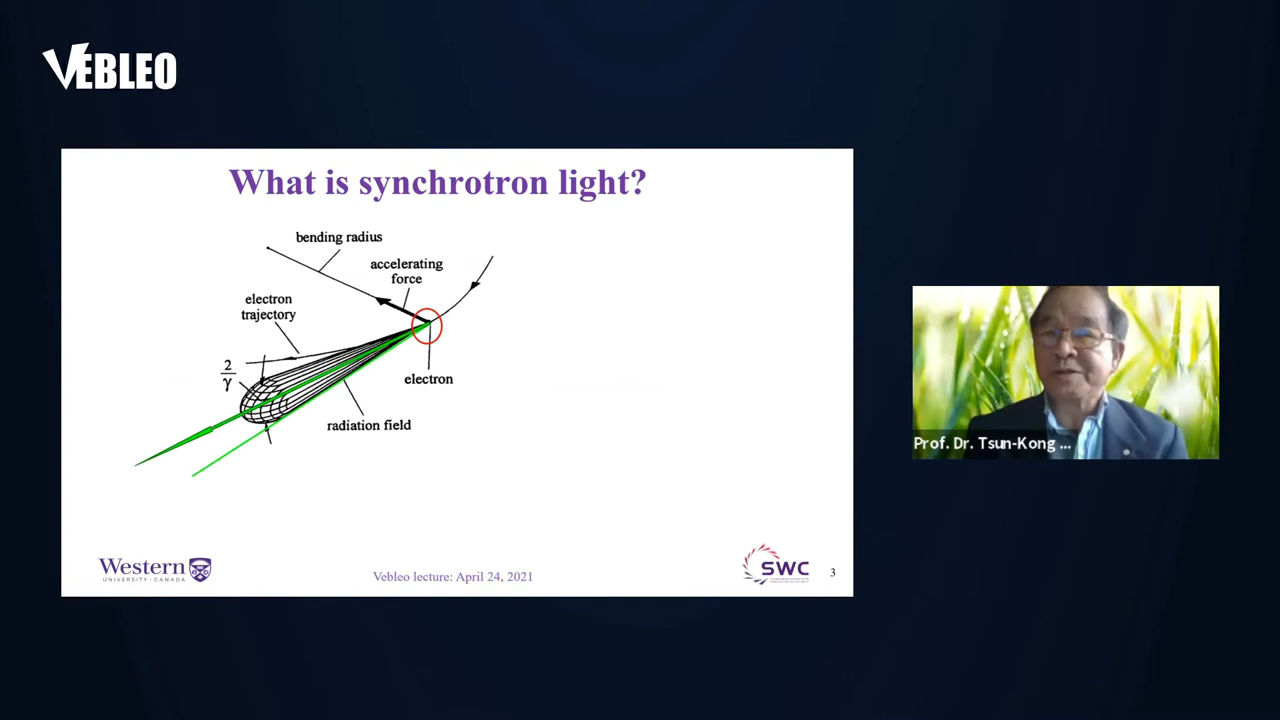 VEBLEO
What is synchrotron light?
bending radius
accelerating
force
electron
trajectory
2
γ
electron
radiation field
Western
UNIVERSITY · CANADA
Vebleo lecture: April 24, 2021
SWC
3
Prof. Dr. Tsun-Kong ...